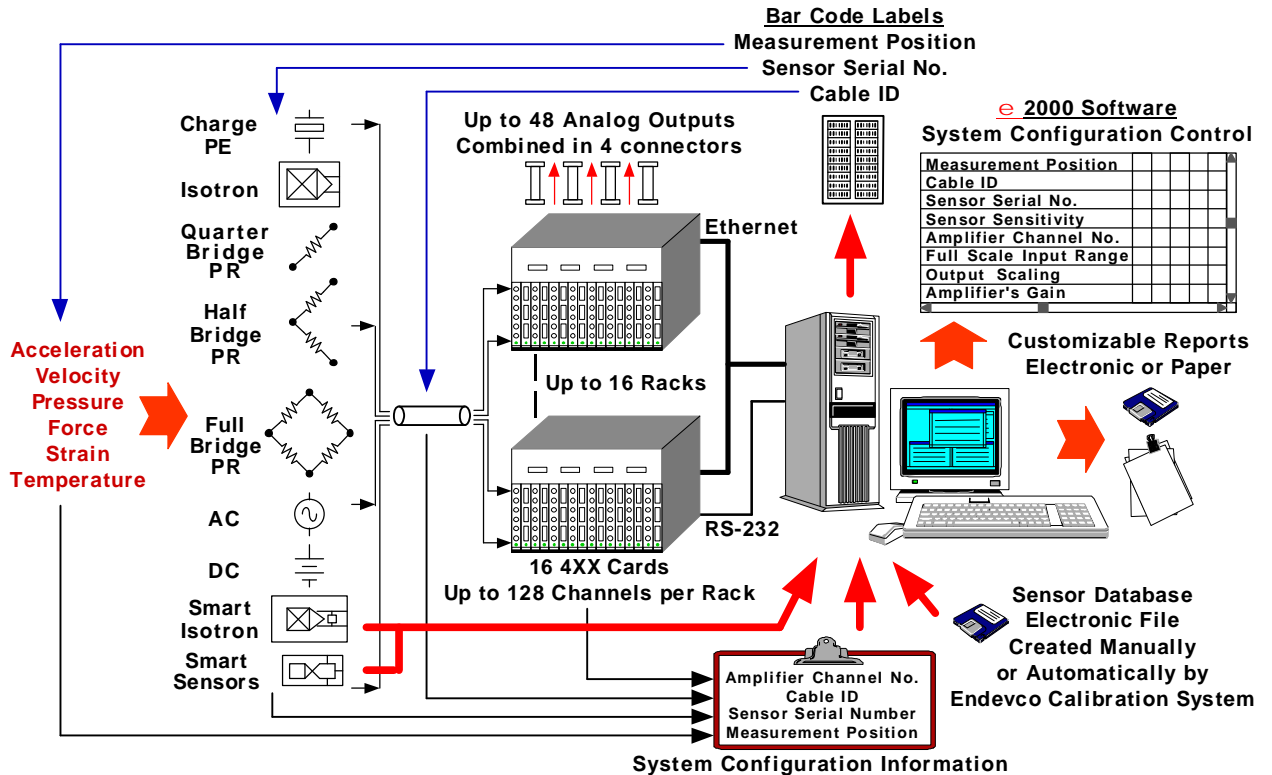 Bar Code Labels
Measurement Position
Sensor Serial No.
Cable ID
Charge
PE
Isotron
Quarter
Bridge
PR
Half
Bridge
PR
Full
Bridge
PR
AC
DC
Smart
Isotron
Smart
Sensors
Acceleration
Velocity
Pressure
Force
Strain
Temperature
Up to 48 Analog Outputs
Combined in 4 connectors
Ethernet
Up to 16 Racks
RS-232
16 4XX Cards
Up to 128 Channels per Rack
e 2000 Software
System Configuration Control
Measurement Position
Cable ID
Sensor Serial No.
Sensor Sensitivity
Amplifier Channel No.
Full Scale Input Range
Output Scaling
Amplifier's Gain
Customizable Reports
Electronic or Paper
Sensor Database
Electronic File
Created Manually
or Automatically by
Endevco Calibration System
Amplifier Channel No.
Cable ID
Sensor Serial Number
Measurement Position
System Configuration Information